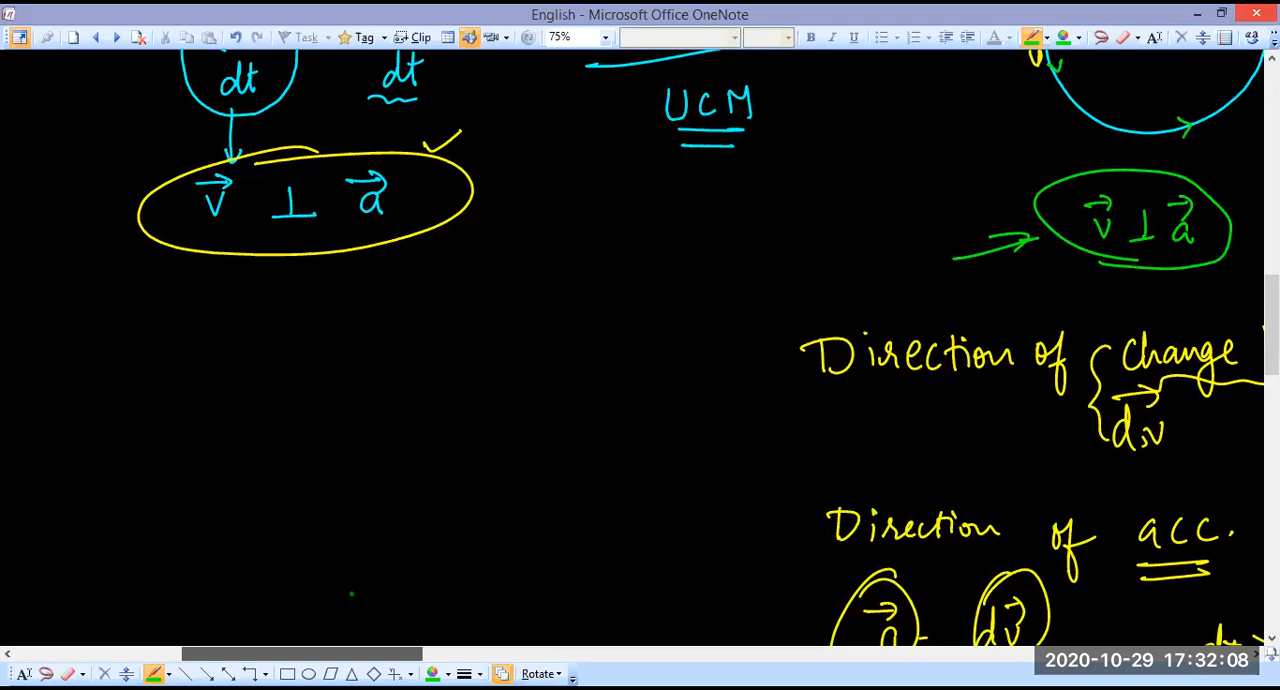 English - Microsoft Office OneNote
Task Tag Clip 75% B I U
dt dt
UCM
v ⊥ a
v ⊥ a
Direction of { Change
dv
Direction of acc.
a dv
2020-10-29 17:32:08
Rotate